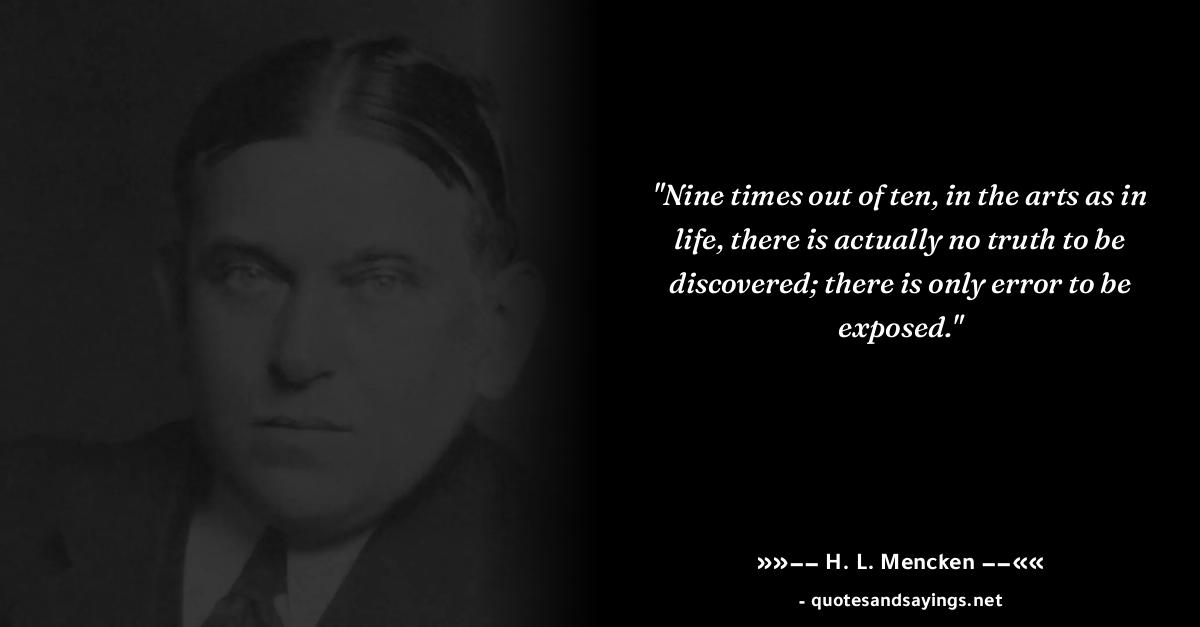 "Nine times out of ten, in the arts as in
life, there is actually no truth to be
discovered; there is only error to be
exposed."
»»–– H. L. Mencken ––««
- quotesandsayings.net